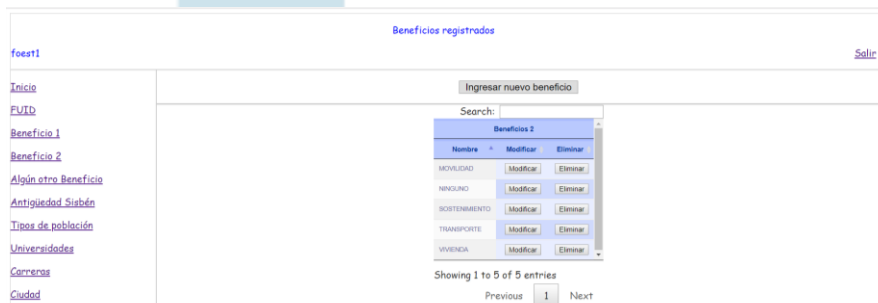 Beneficios registrados
foest1 Salir
Inicio
FUID
Beneficio 1
Beneficio 2
Algún otro Beneficio
Antigüedad Sisbén
Tipos de población
Universidades
Carreras
Ciudad
Ingresar nuevo beneficio
Search:
Beneficios 2
Nombre Modificar Eliminar
MOVILIDAD Modificar Eliminar
NINGUNO Modificar Eliminar
SOSTENIMIENTO Modificar Eliminar
TRANSPORTE Modificar Eliminar
VIVIENDA Modificar Eliminar
Showing 1 to 5 of 5 entries
Previous 1 Next